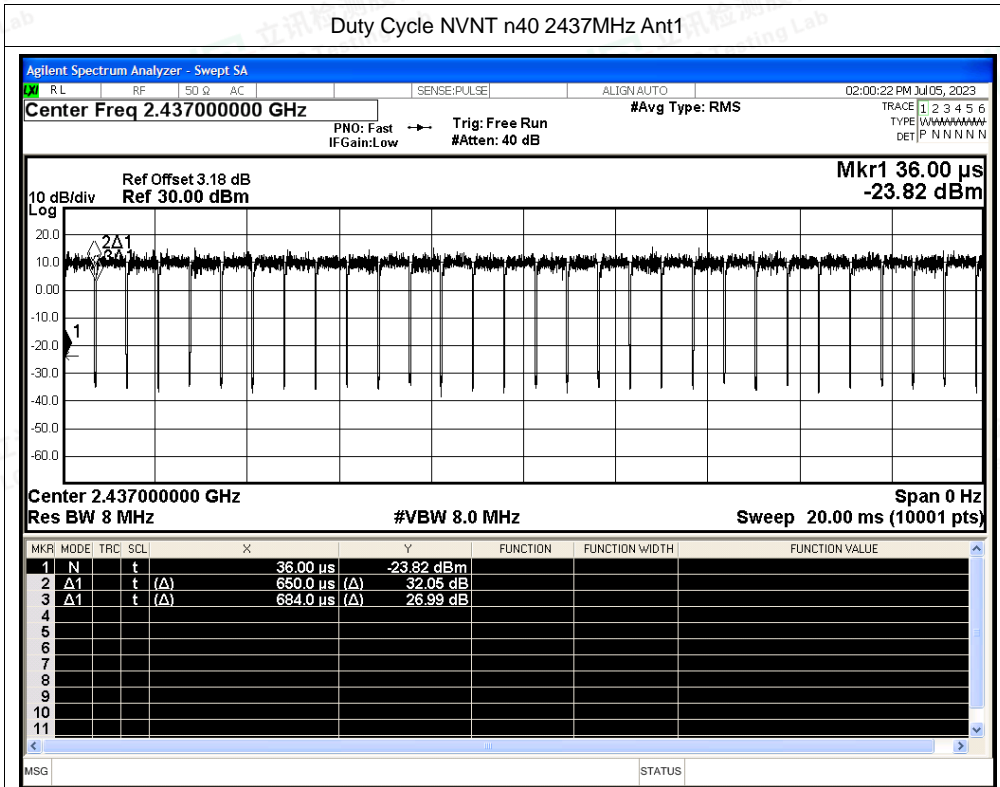 Duty Cycle NVNT n40 2437MHz Ant1
Agilent Spectrum Analyzer - Swept SA
LXI RL RF 50 Ω AC SENSE:PULSE ALIGN AUTO 02:00:22 PM Jul 05, 2023
Center Freq 2.437000000 GHz #Avg Type: RMS TRACE 1 2 3 4 5 6
PNO: Fast Trig: Free Run TYPE WWWWWW
IFGain:Low #Atten: 40 dB DET P N N N N N
Mkr1 36.00 µs
Ref Offset 3.18 dB
10 dB/div Ref 30.00 dBm -23.82 dBm
Log
20.0
2Δ1
3Δ1
10.0
0.00
-10.0
1
-20.0
-30.0
-40.0
-50.0
-60.0
Center 2.437000000 GHz Span 0 Hz
Res BW 8 MHz #VBW 8.0 MHz Sweep 20.00 ms (10001 pts)
MKR MODE TRC SCL X Y FUNCTION FUNCTION WIDTH FUNCTION VALUE
1 N t 36.00 µs -23.82 dBm
2 Δ1 t (Δ) 650.0 µs (Δ) 32.05 dB
3 Δ1 t (Δ) 684.0 µs (Δ) 26.99 dB
4
5
6
7
8
9
10
11
MSG STATUS